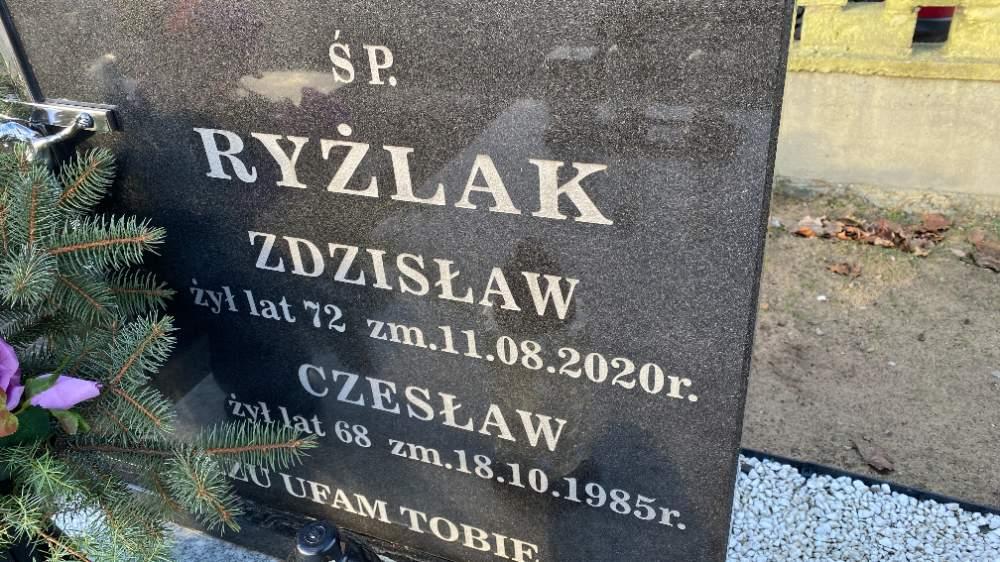 ŚP.
RYŻLAK
ZDZISŁAW
żył lat 72 zm.11.08.2020r.
CZESŁAW
żył lat 68 zm.18.10.1985r.
UFAM TOBIE